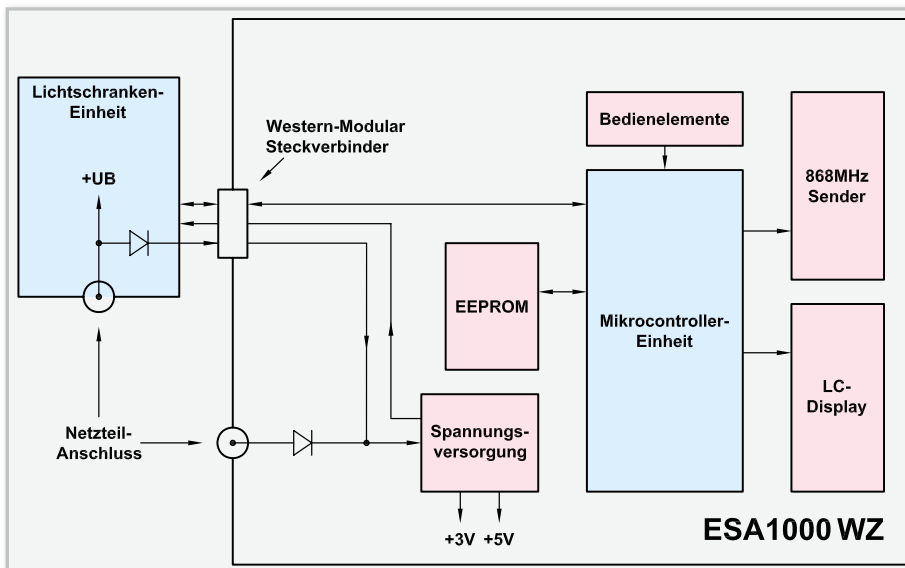 Lichtschranken-
Einheit
+UB
Western-Modular
Steckverbinder
Bedienelemente
868MHz
Sender
EEPROM
Mikrocontroller-
Einheit
LC-
Display
Netzteil-
Anschluss
Spannungs-
versorgung
+3V +5V
ESA1000 WZ